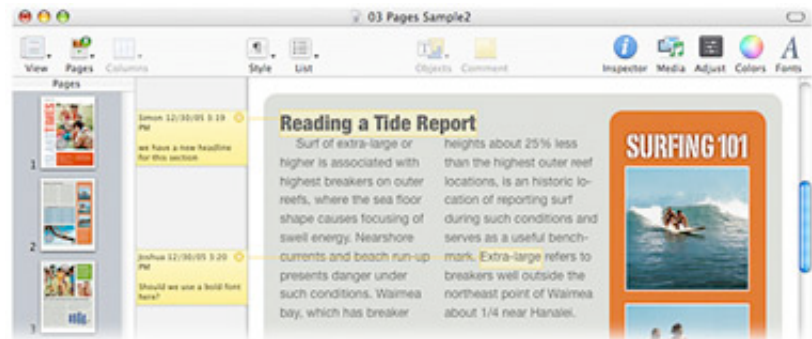 03 Pages Sample2
View Pages Columns Style List Objects Comment Inspector Media Adjust Colors Fonts
Pages
1
2
3
Simon 12/30/05 3:19
PM
we have a new headline
for this section
Joshua 12/30/05 3:20
PM
Should we use a bold font
here?
Reading a Tide Report
Surf of extra-large or
higher is associated with
highest breakers on outer
reefs, where the sea floor
shape causes focusing of
swell energy. Nearshore
currents and beach run-up
presents danger under
such conditions. Waimea
bay, which has breaker
heights about 25% less
than the highest outer reef
locations, is an historic lo-
cation of reporting surf
during such conditions and
serves as a useful bench-
mark. Extra-large refers to
breakers well outside the
northeast point of Waimea
about 1/4 near Hanalei.
SURFING 101